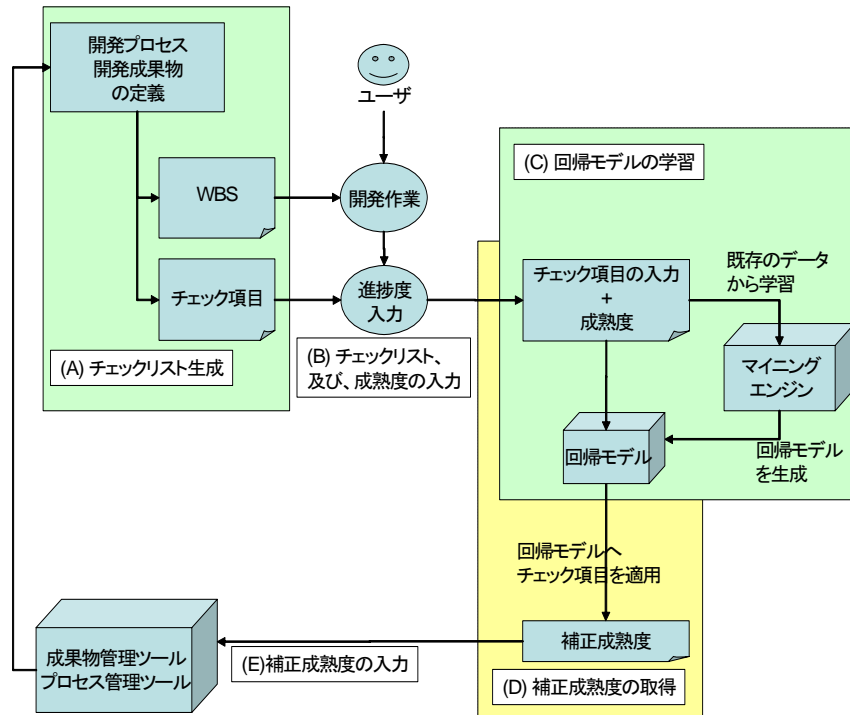 開発プロセス
開発成果物
の定義
ユーザ
WBS
開発作業
チェック項目
進捗度
入力
(A) チェックリスト生成
(B) チェックリスト、
及び、成熟度の入力
(C) 回帰モデルの学習
チェック項目の入力
+
成熟度
既存のデータ
から学習
マイニング
エンジン
回帰モデル
回帰モデル
を生成
回帰モデルへ
チェック項目を適用
補正成熟度
(D) 補正成熟度の取得
(E)補正成熟度の入力
成果物管理ツール
プロセス管理ツール